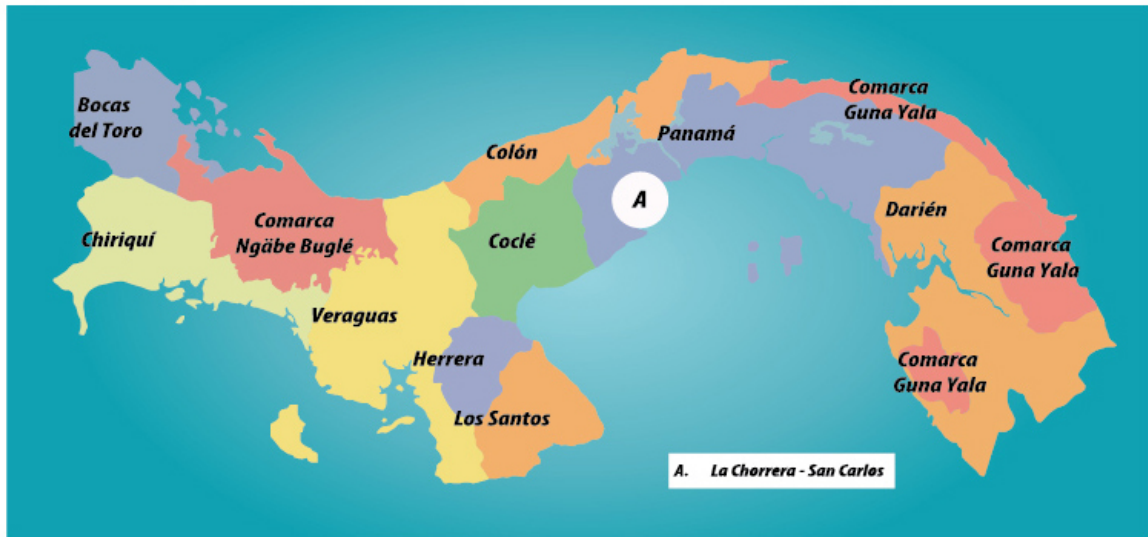 Bocas
del Toro
Chiriquí
Comarca
Ngäbe Buglé
Veraguas
Herrera
Los Santos
Coclé
Colón
Panamá
A
Comarca
Guna Yala
Darién
Comarca
Guna Yala
Comarca
Guna Yala
A. La Chorrera - San Carlos